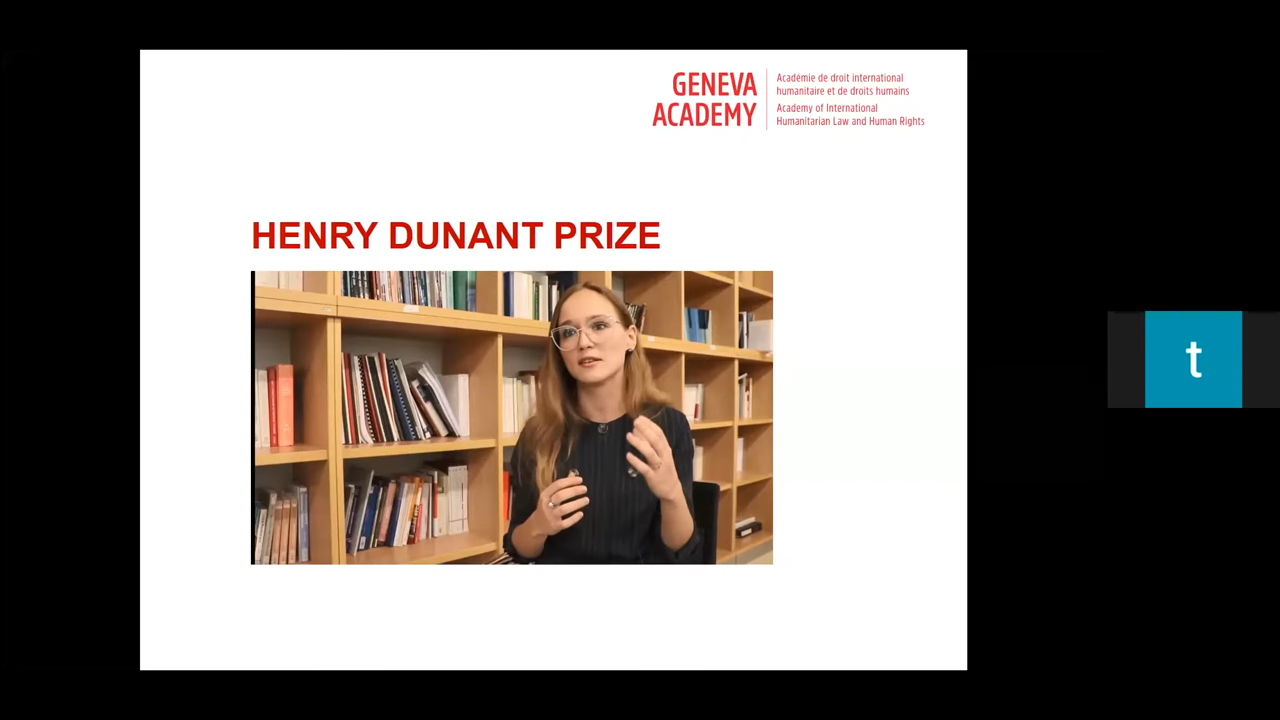 GENEVA
ACADEMY
Académie de droit international
humanitaire et de droits humains
Academy of International
Humanitarian Law and Human Rights
HENRY DUNANT PRIZE
t